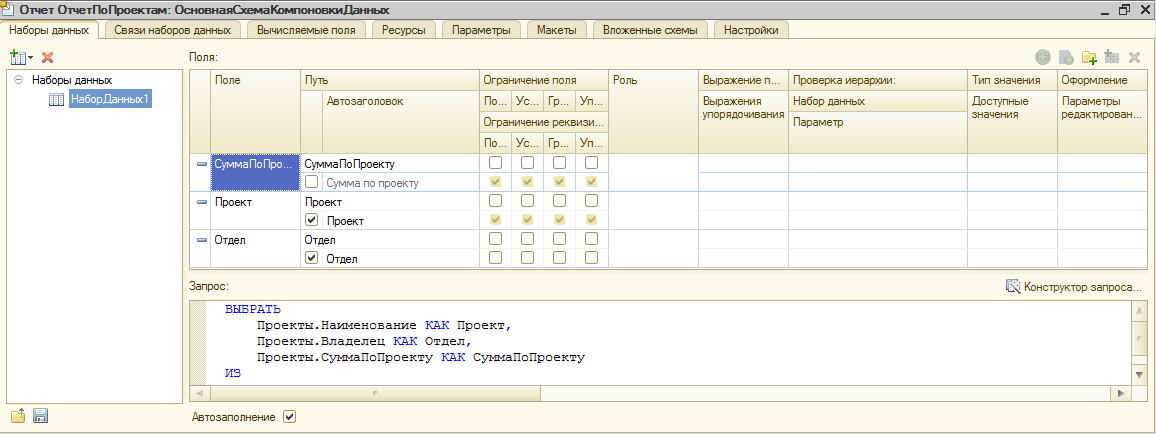 Отчет ОтчетПоПроектам: ОсновнаяСхемаКомпоновкиДанных
Наборы данных Связи наборов данных Вычисляемые поля Ресурсы Параметры Макеты Вложенные схемы Настройки
Поля:
Наборы данных
НаборДанных1
Поле Путь Ограничение поля Роль Выражение п... Проверка иерархии: Тип значения Оформление
Автозаголовок По... Ус... Гр... Уп... Выражения упорядочивания Набор данных Доступные значения Параметры редактирован...
Ограничение реквизи... Параметр
По... Ус... Гр... Уп...
СуммаПоПро... СуммаПоПроекту
Сумма по проекту
Проект Проект
Проект
Отдел Отдел
Отдел
Запрос: Конструктор запроса...
ВЫБРАТЬ
Проекты.Наименование КАК Проект,
Проекты.Владелец КАК Отдел,
Проекты.СуммаПоПроекту КАК СуммаПоПроекту
ИЗ
Автозаполнение